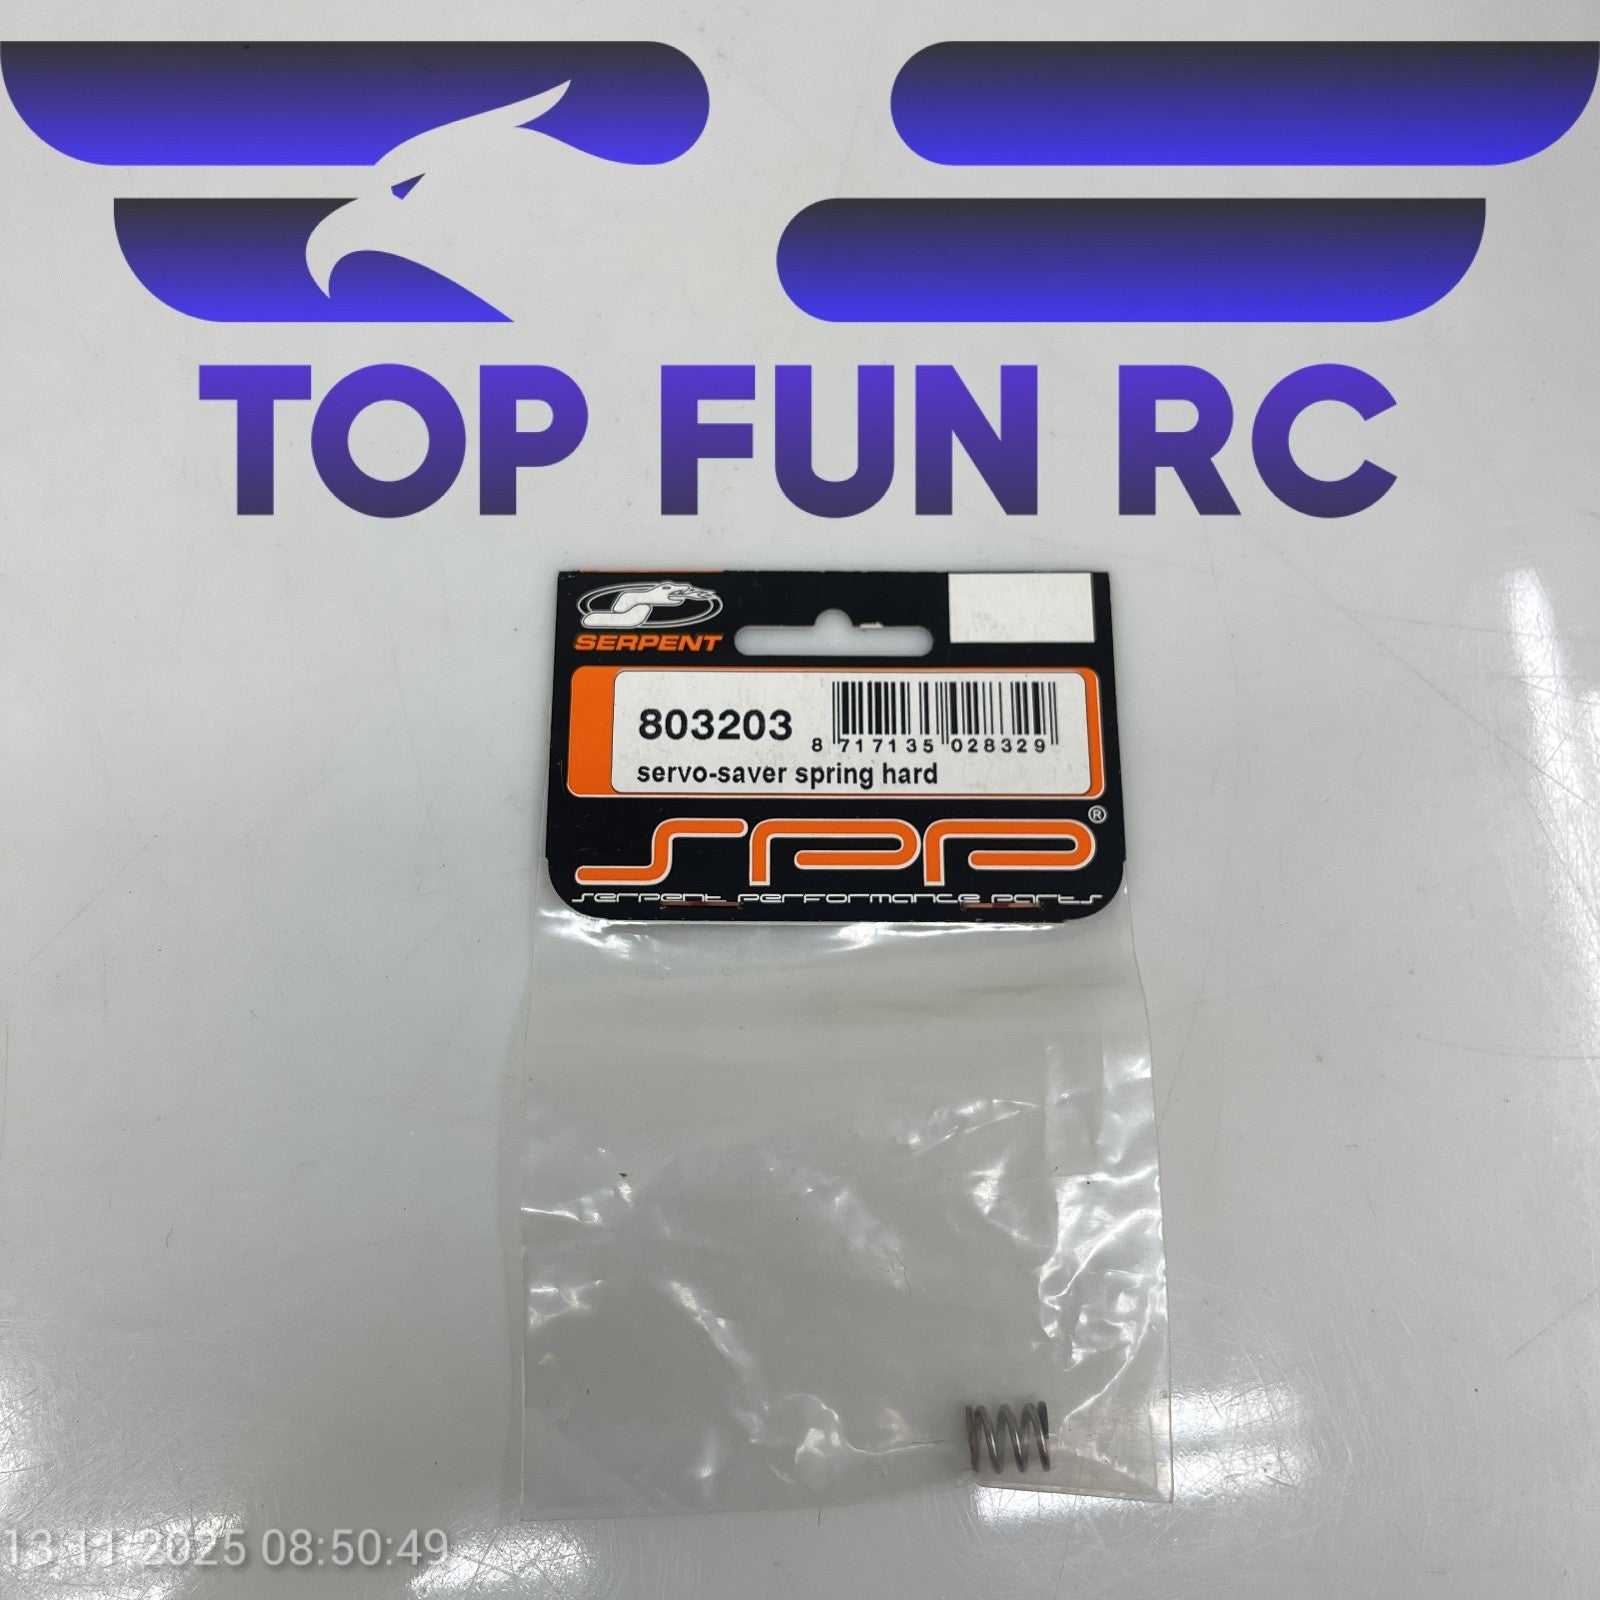 TOP FUN RC
SERPENT
803203
8 717135 028329
servo-saver spring hard
SPP®
serpent performance parts
13.11.2025 08:50:49